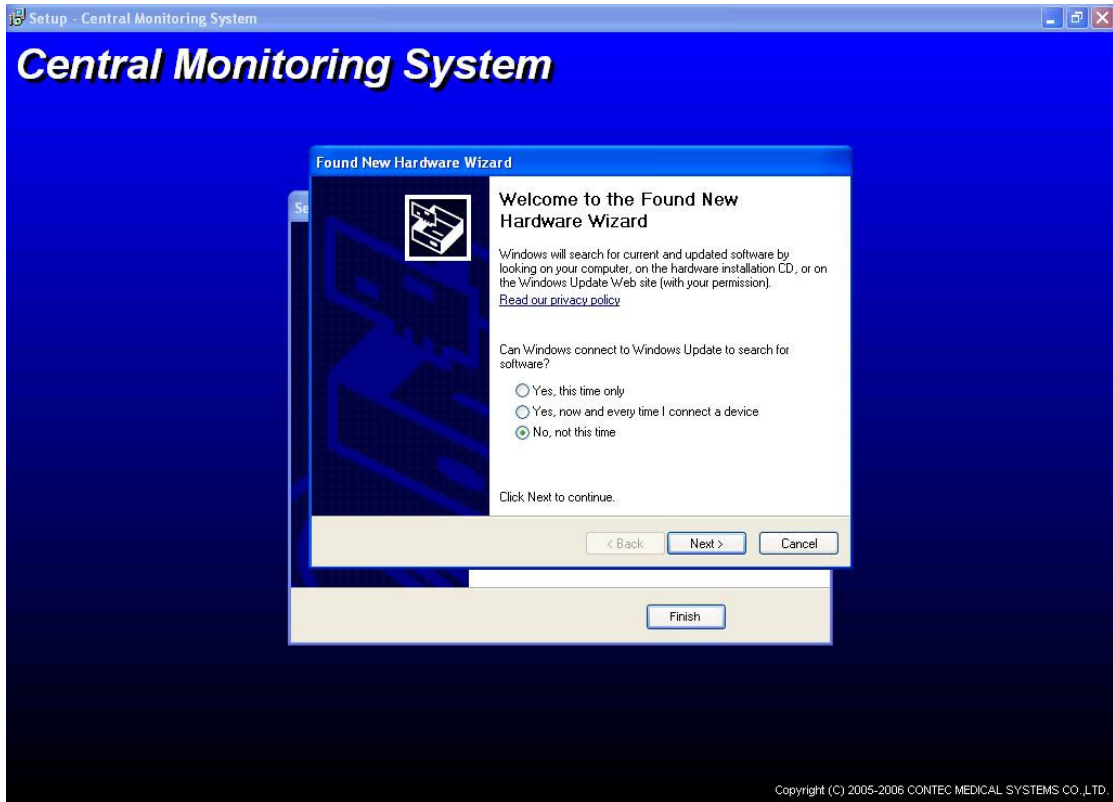 Setup - Central Monitoring System
Central Monitoring System
Found New Hardware Wizard
Se
Welcome to the Found New
Hardware Wizard
Windows will search for current and updated software by
looking on your computer, on the hardware installation CD, or on
the Windows Update Web site (with your permission).
Read our privacy policy
Can Windows connect to Windows Update to search for
software?
Yes, this time only
Yes, now and every time I connect a device
No, not this time
Click Next to continue.
< Back Next > Cancel
Finish
Copyright (C) 2005-2006 CONTEC MEDICAL SYSTEMS CO.,LTD.